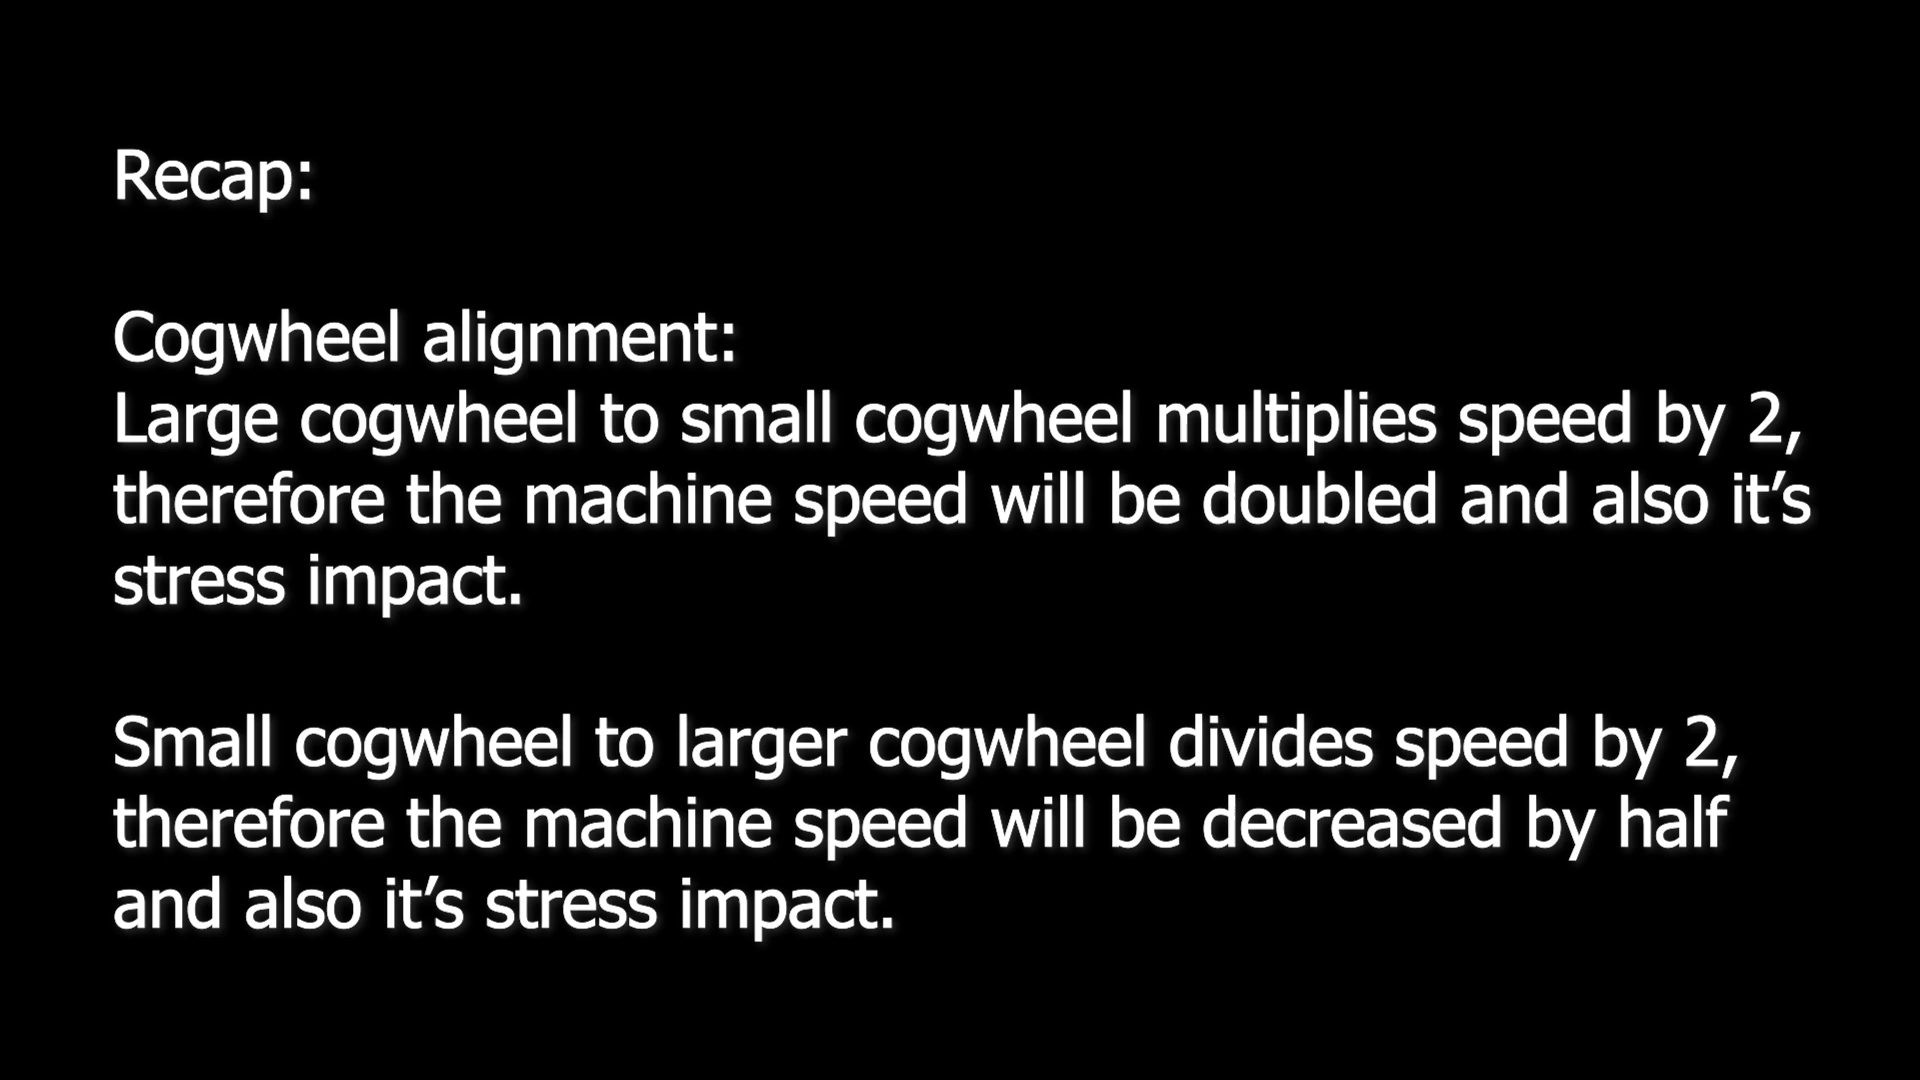 Recap:
Cogwheel alignment:
Large cogwheel to small cogwheel multiplies speed by 2,
therefore the machine speed will be doubled and also it’s
stress impact.
Small cogwheel to larger cogwheel divides speed by 2,
therefore the machine speed will be decreased by half
and also it’s stress impact.